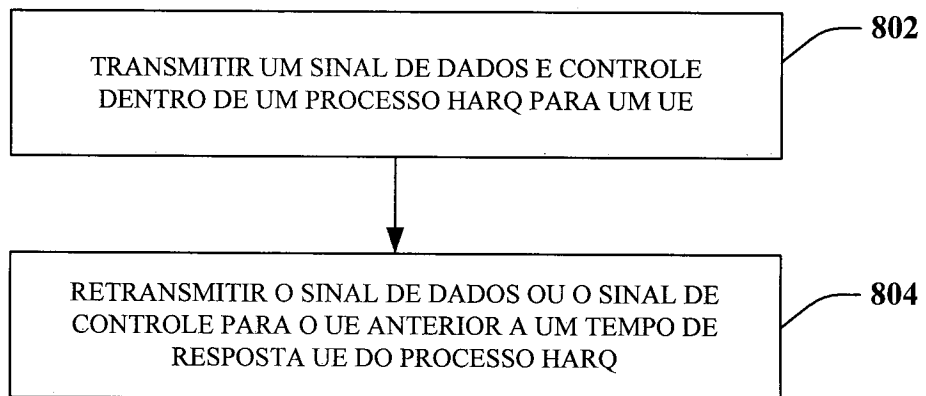 802
TRANSMITIR UM SINAL DE DADOS E CONTROLE
DENTRO DE UM PROCESSO HARQ PARA UM UE
804
RETRANSMITIR O SINAL DE DADOS OU O SINAL DE
CONTROLE PARA O UE ANTERIOR A UM TEMPO DE
RESPOSTA UE DO PROCESSO HARQ